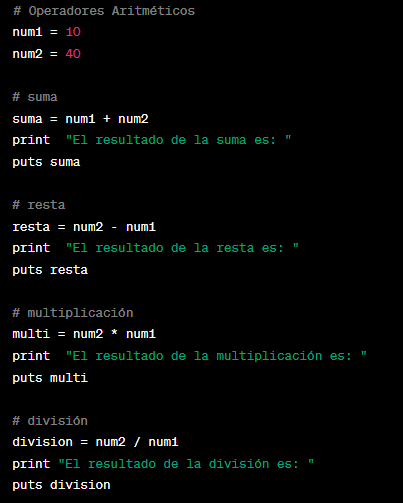 # Operadores Aritméticos
num1 = 10
num2 = 40
# suma
suma = num1 + num2
print  "El resultado de la suma es: "
puts suma
# resta
resta = num2 - num1
print  "El resultado de la resta es: "
puts resta
# multiplicación
multi = num2 * num1
print  "El resultado de la multiplicación es: "
puts multi
# división
division = num2 / num1
print "El resultado de la división es: "
puts division